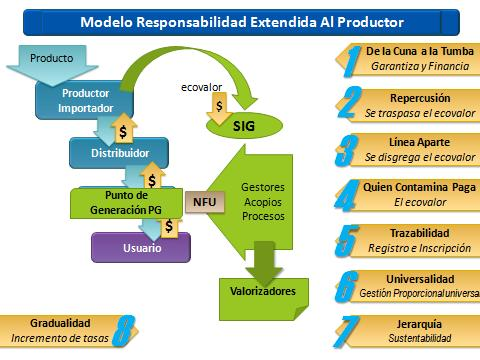 Modelo Responsabilidad Extendida Al Productor
Producto
Productor
Importador
$
Distribuidor
$
Punto de
Generación PG
$
Usuario
ecovalor
$
SIG
NFU
Gestores
Acopios
Procesos
Valorizadores
1
De la Cuna a la Tumba
Garantiza y Financia
2
Repercusión
Se traspasa el ecovalor
3
Línea Aparte
Se disgrega el ecovalor
4
Quien Contamina Paga
El ecovalor
5
Trazabilidad
Registro e Inscripción
6
Universalidad
Gestión Proporcional universal
7
Jerarquía
Sustentabilidad
Gradualidad
Incremento de tasas
8